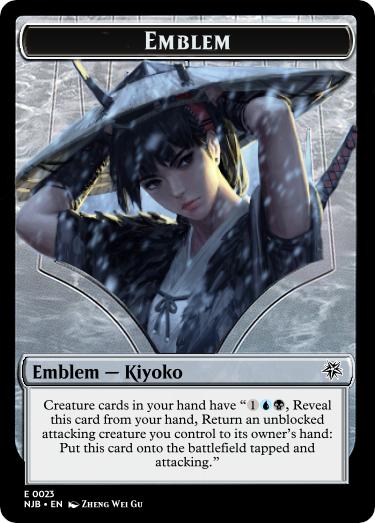 EMBLEM
Emblem — Kiyoko
Creature cards in your hand have “1UB, Reveal
this card from your hand, Return an unblocked
attacking creature you control to its owner's hand:
Put this card onto the battlefield tapped and
attacking.”
E 0023
NJB • EN ZHENG WEI GU